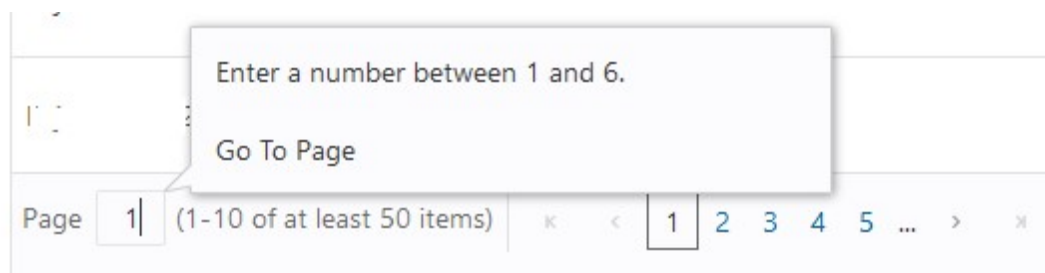 Enter a number between 1 and 6.
Go To Page
Page 1 (1-10 of at least 50 items) K < 1 2 3 4 5 ... > K